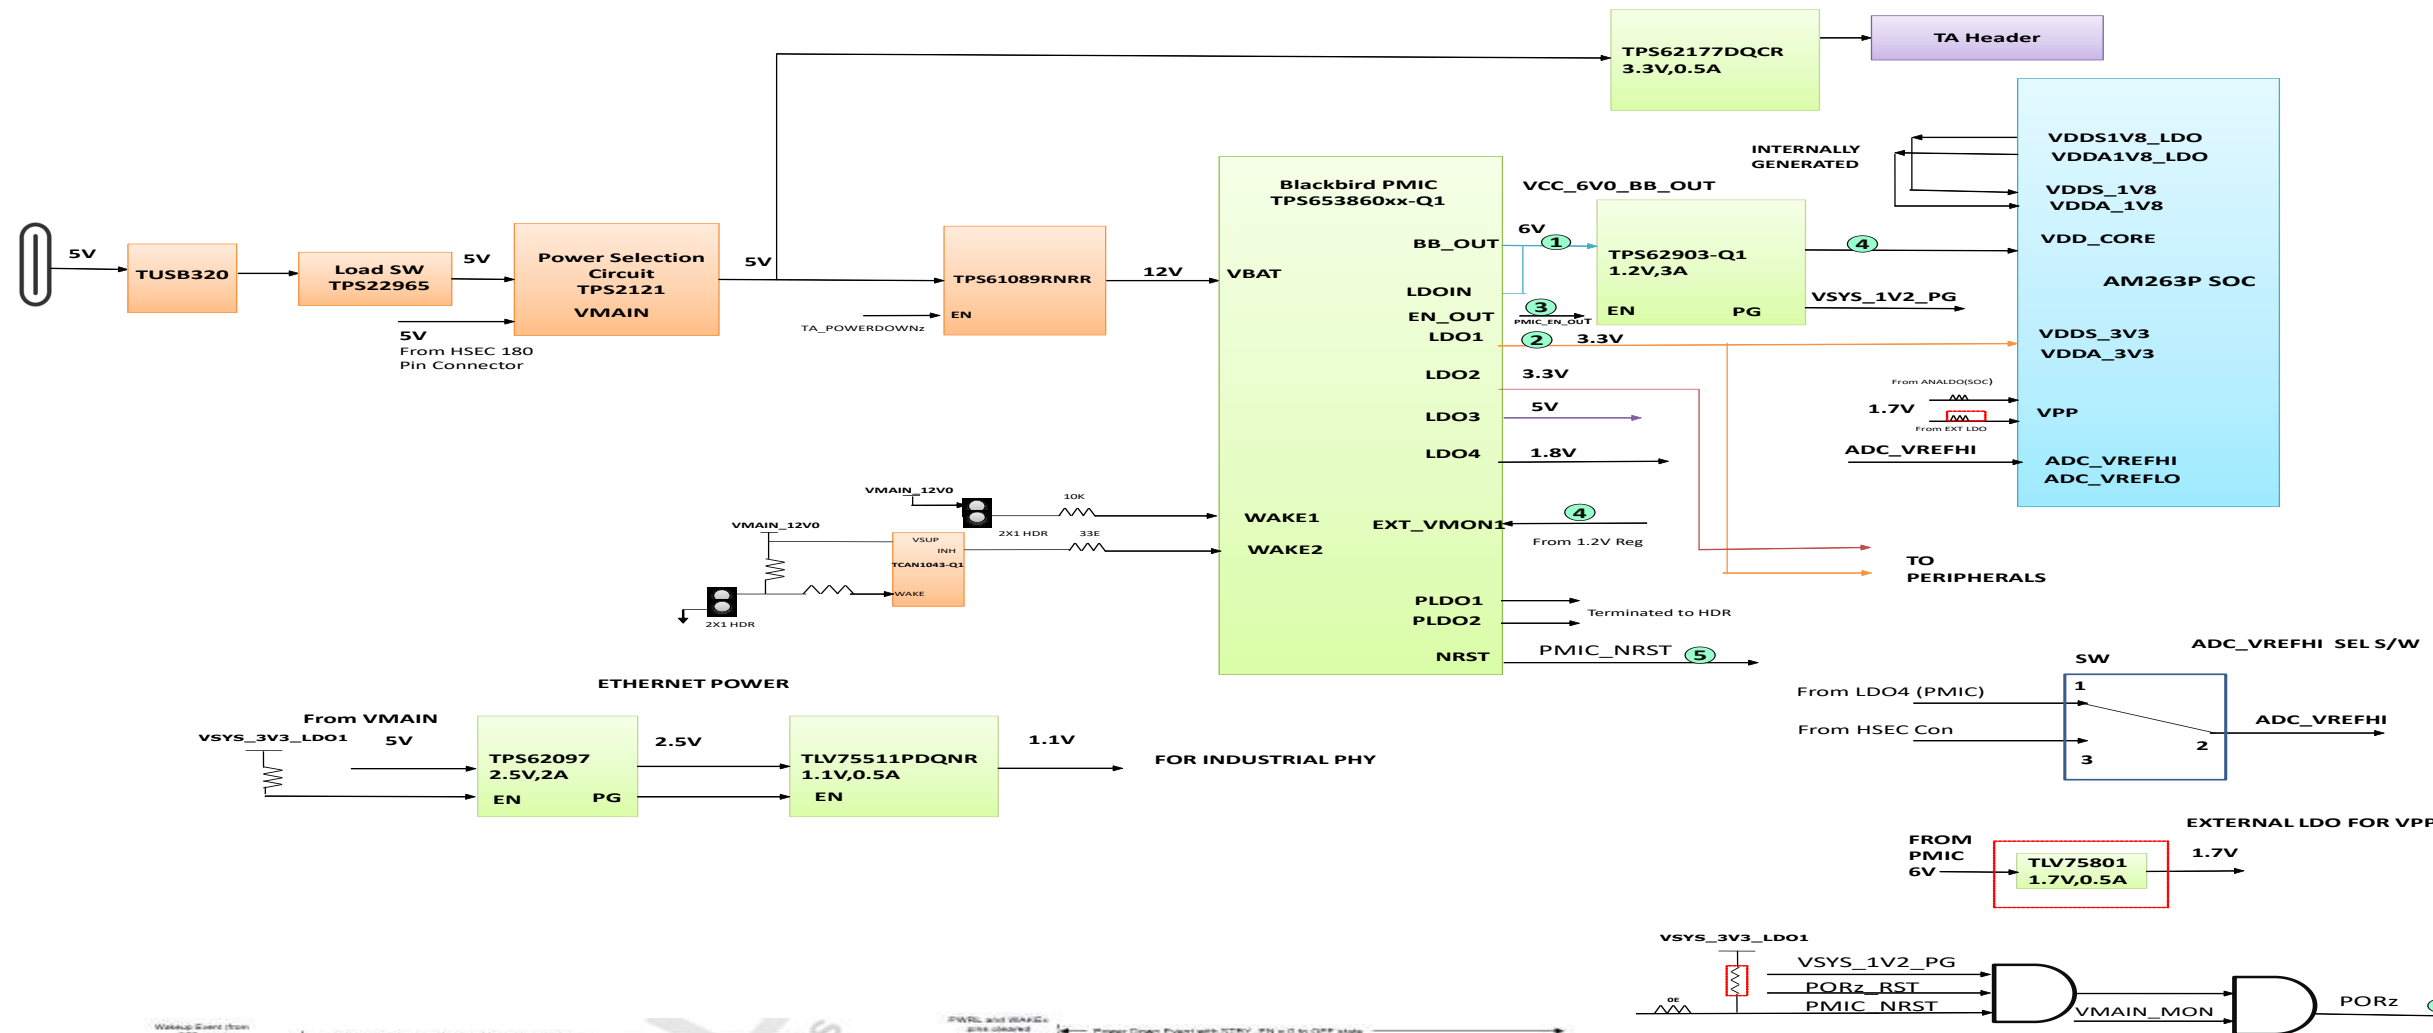 TPS62177DQCR
3.3V,0.5A
TA Header
INTERNALLY
GENERATED
VDDS1V8_LDO
VDDA1V8_LDO
VDDS_1V8
VDDA_1V8
VDD_CORE
AM263P SOC
VDDS_3V3
VDDA_3V3
VPP
ADC_VREFHI
ADC_VREFLO
5V
TUSB320
Load SW
TPS22965
5V
Power Selection
Circuit
TPS2121
VMAIN
5V
From HSEC 180
Pin Connector
5V
TPS61089RNRR
EN
TA_POWERDOWNz
12V
Blackbird PMIC
TPS653860xx-Q1
VBAT
BB_OUT
LDOIN
EN_OUT
LDO1
LDO2
LDO3
LDO4
WAKE1
EXT_VMON1
WAKE2
PLDO1
PLDO2
NRST
VCC_6V0_BB_OUT
6V
1
TPS62903-Q1
1.2V,3A
EN
PG
4
VSYS_1V2_PG
3
PMIC_EN_OUT
2
3.3V
3.3V
5V
1.8V
4
From 1.2V Reg
From ANALDO(SOC)
1.7V
From EXT LDO
ADC_VREFHI
TO
PERIPHERALS
Terminated to HDR
PMIC_NRST
5
VMAIN_12V0
10K
2X1 HDR
33E
VMAIN_12V0
VSUP
INH
TCAN1043-Q1
WAKE
2X1 HDR
ETHERNET POWER
From VMAIN
VSYS_3V3_LDO1
5V
TPS62097
2.5V,2A
EN
PG
2.5V
TLV75511PDQNR
1.1V,0.5A
EN
1.1V
FOR INDUSTRIAL PHY
ADC_VREFHI SEL S/W
SW
From LDO4 (PMIC)
1
From HSEC Con
3
2
ADC_VREFHI
EXTERNAL LDO FOR VPP
FROM
PMIC
6V
TLV75801
1.7V,0.5A
1.7V
VSYS_3V3_LDO1
VSYS_1V2_PG
PORz_RST
0E
PMIC_NRST
VMAIN_MON
PORz
Wakeup Event (from
PWRL and WAKEx
pins cleared